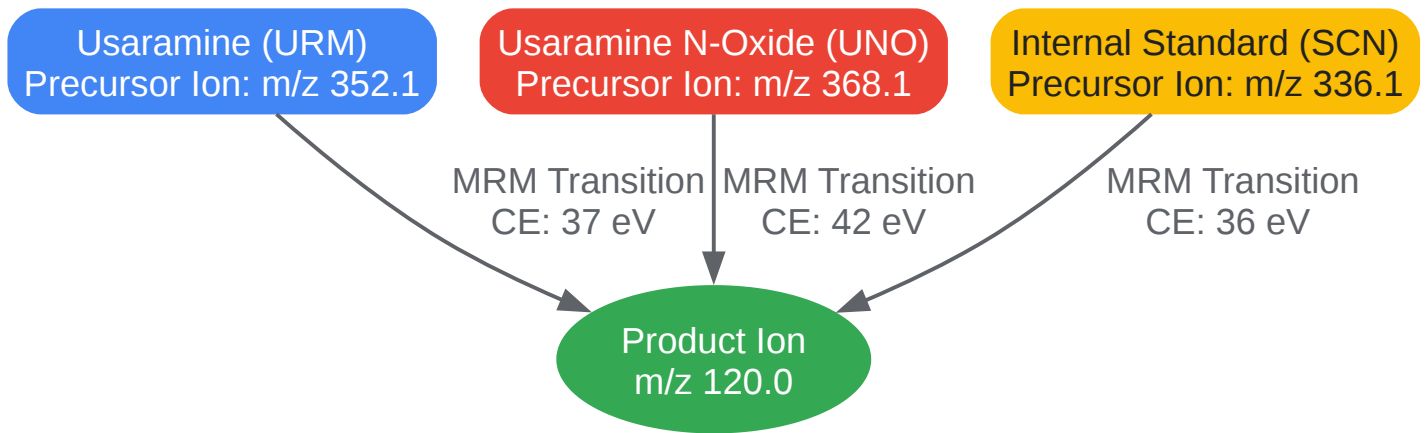 Usaramine (URM)
Precursor Ion: m/z 352.1
Usaramine N-Oxide (UNO)
Precursor Ion: m/z 368.1
Internal Standard (SCN)
Precursor Ion: m/z 336.1
MRM Transition
CE: 37 eV
MRM Transition
CE: 42 eV
MRM Transition
CE: 36 eV
Product Ion
m/z 120.0